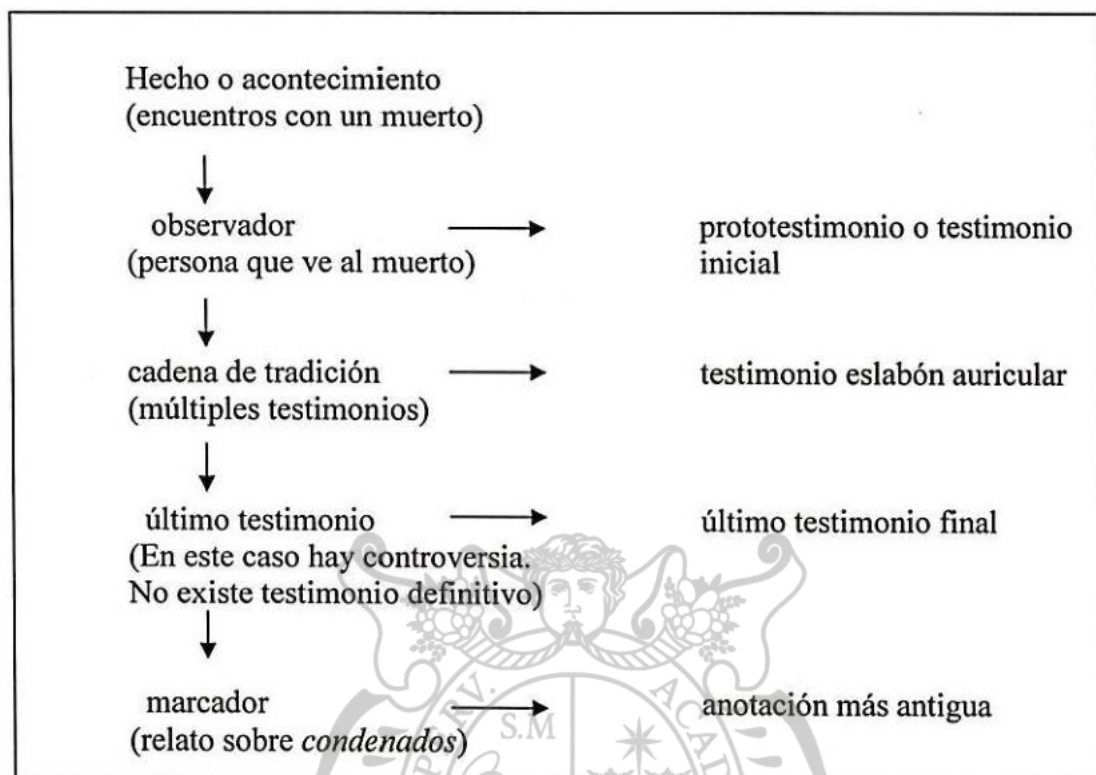 Hecho o acontecimiento
(encuentros con un muerto)
observador
(persona que ve al muerto)
prototestimonio o testimonio
inicial
cadena de tradición
(múltiples testimonios)
testimonio eslabón auricular
último testimonio
(En este caso hay controversia.
No existe testimonio definitivo)
último testimonio final
marcador
(relato sobre condenados)
anotación más antigua
S.M